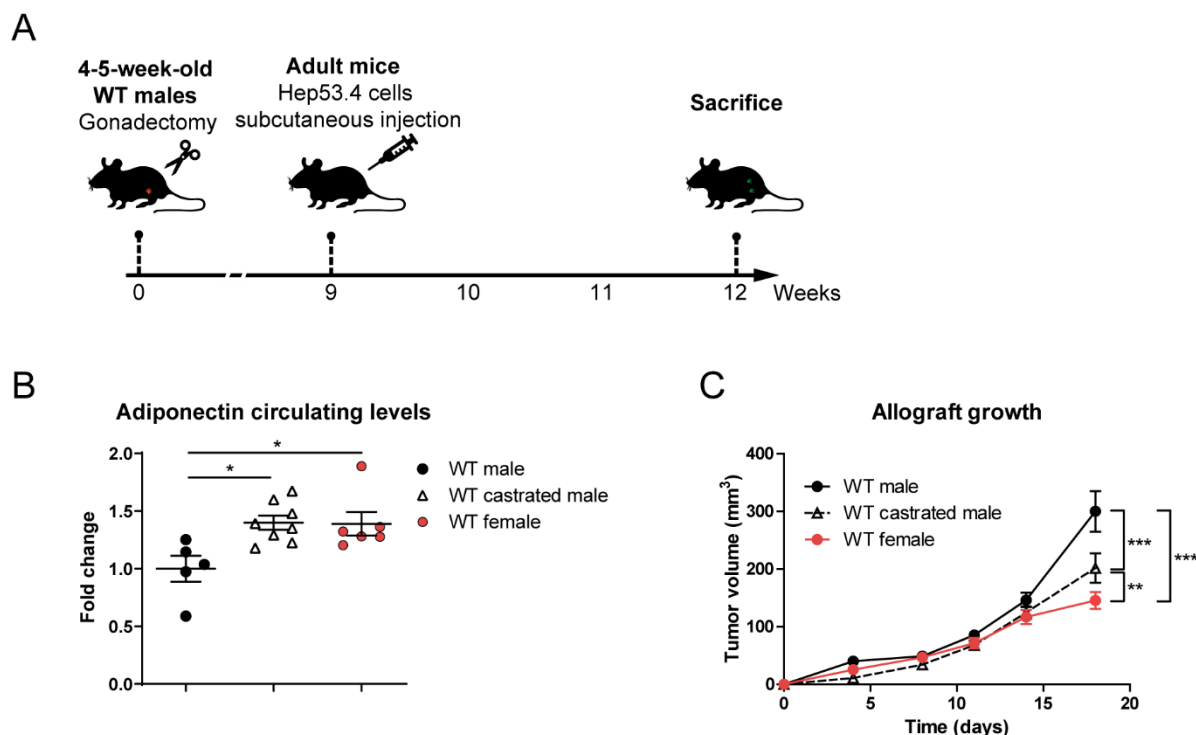 A
4-5-week-old
WT males
Gonadectomy
Adult mice
Hep53.4 cells
subcutaneous injection
Sacrifice
0
9
10
11
12
Weeks
B
Adiponectin circulating levels
Fold change
2.0
1.5
1.0
0.5
0.0
*
*
WT male
WT castrated male
WT female
C
Allograft growth
Tumor volume (mm³)
400
300
200
100
0
WT male
WT castrated male
WT female
***
**
***
0
5
10
15
20
Time (days)